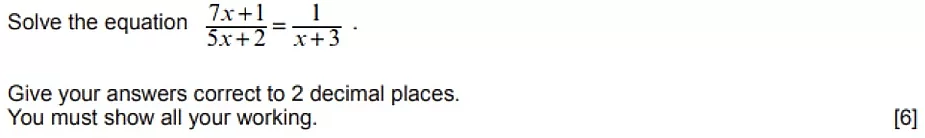 Solve the equation (7x+1)/(5x+2) = 1/(x+3) .
Give your answers correct to 2 decimal places.
You must show all your working. [6]